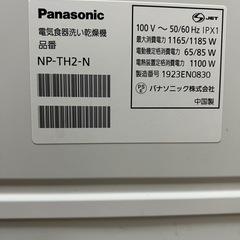 Panasonic
電気食器洗い乾燥機
品番
NP-TH2-N
JET
100 V ～ 50/60 Hz IPX1
最大消費電力 1165/1185 W
電動機定格消費電力 65/85 W
電熱装置定格消費電力 1100 W
製造番号 1923EN0830
PSE
パナソニック株式会社
中国製